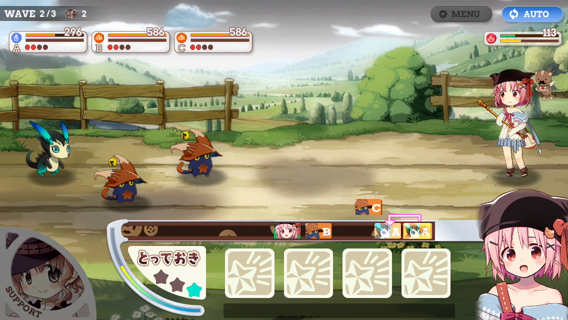 WAVE 2/3 2
MENU
AUTO
296
586
586
113
A
B
C
C
B
A
A
とっておき
SUPPORT